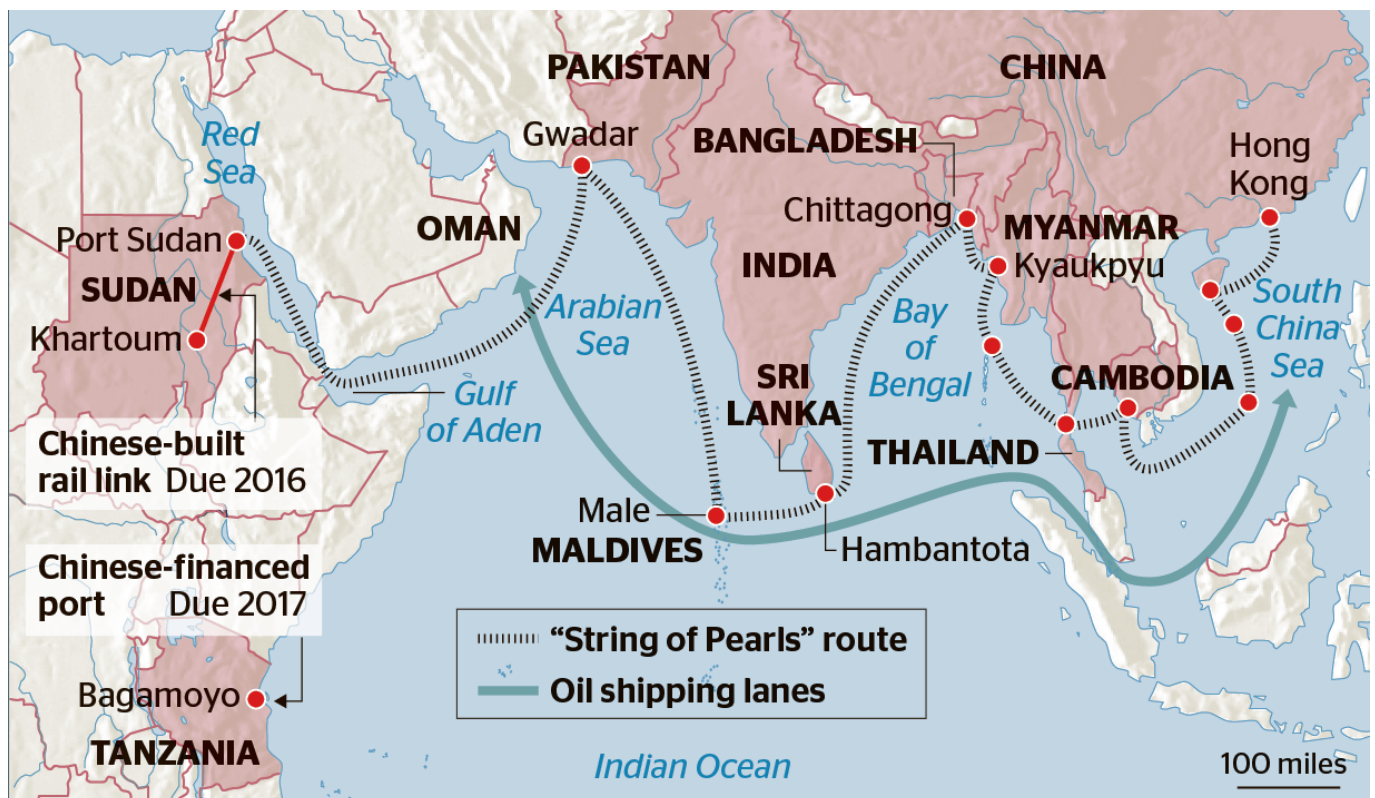 PAKISTAN
CHINA
Gwadar
BANGLADESH
Red
Sea
Hong
Kong
Chittagong
Port Sudan
OMAN
MYANMAR
Kyaukpyu
INDIA
SUDAN
Khartoum
Arabian
Sea
Bay
of
Bengal
South
China
Sea
SRI
LANKA
CAMBODIA
Gulf
of Aden
THAILAND
Chinese-built
rail link Due 2016
Male
MALDIVES
Hambantota
Chinese-financed
port Due 2017
"String of Pearls" route
Oil shipping lanes
Bagamoyo
TANZANIA
Indian Ocean
100 miles